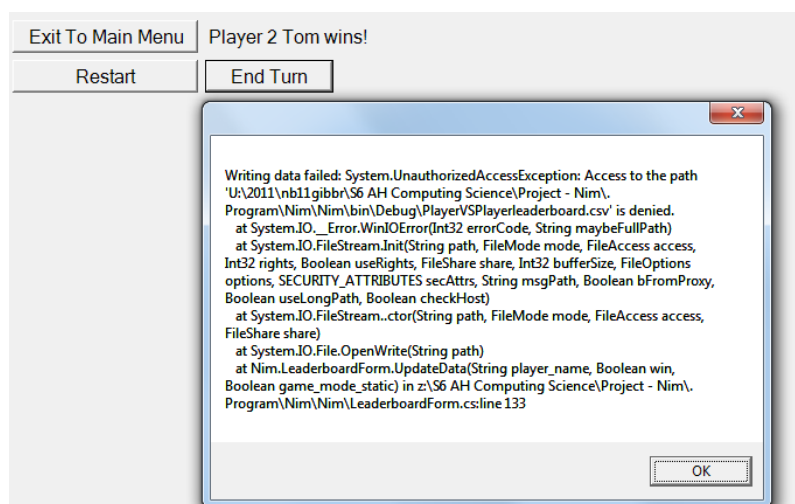 Exit To Main Menu Player 2 Tom wins!
Restart End Turn
x
Writing data failed: System.UnauthorizedAccessException: Access to the path
'U:\2011\nb11gibbr\S6 AH Computing Science\Project - Nim\.
Program\Nim\Nim\bin\Debug\PlayerVSPlayerleaderboard.csv' is denied.
at System.IO.__Error.WinIOError(Int32 errorCode, String maybeFullPath)
at System.IO.FileStream.Init(String path, FileMode mode, FileAccess access,
Int32 rights, Boolean useRights, FileShare share, Int32 bufferSize, FileOptions
options, SECURITY_ATTRIBUTES secAttrs, String msgPath, Boolean bFromProxy,
Boolean useLongPath, Boolean checkHost)
at System.IO.FileStream..ctor(String path, FileMode mode, FileAccess access,
FileShare share)
at System.IO.File.OpenWrite(String path)
at Nim.LeaderboardForm.UpdateData(String player_name, Boolean win,
Boolean game_mode_static) in z:\S6 AH Computing Science\Project - Nim\.
Program\Nim\Nim\LeaderboardForm.cs:line 133
OK